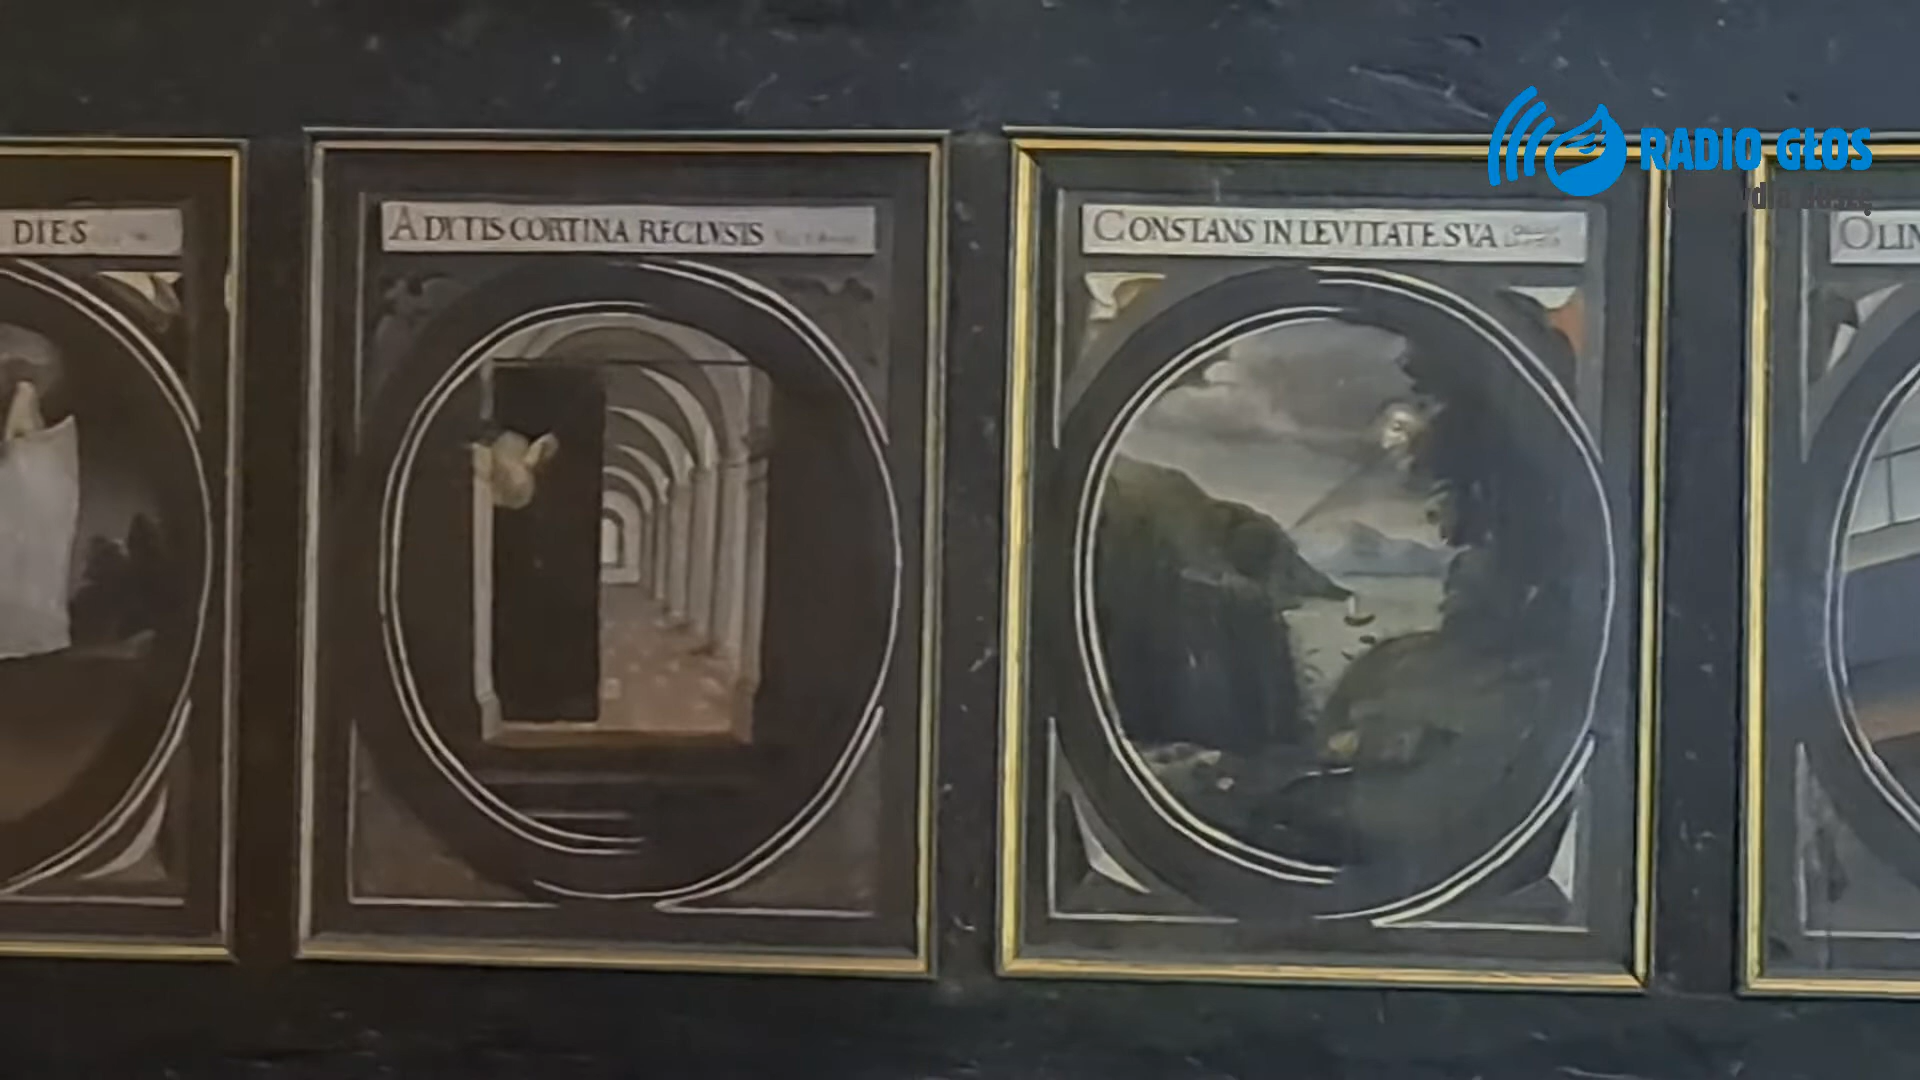 DIES
ADYTIS CORTINA RECLVSIS
CONSTANS IN LEVITATE SVA
OLIN
RADIO GŁOS